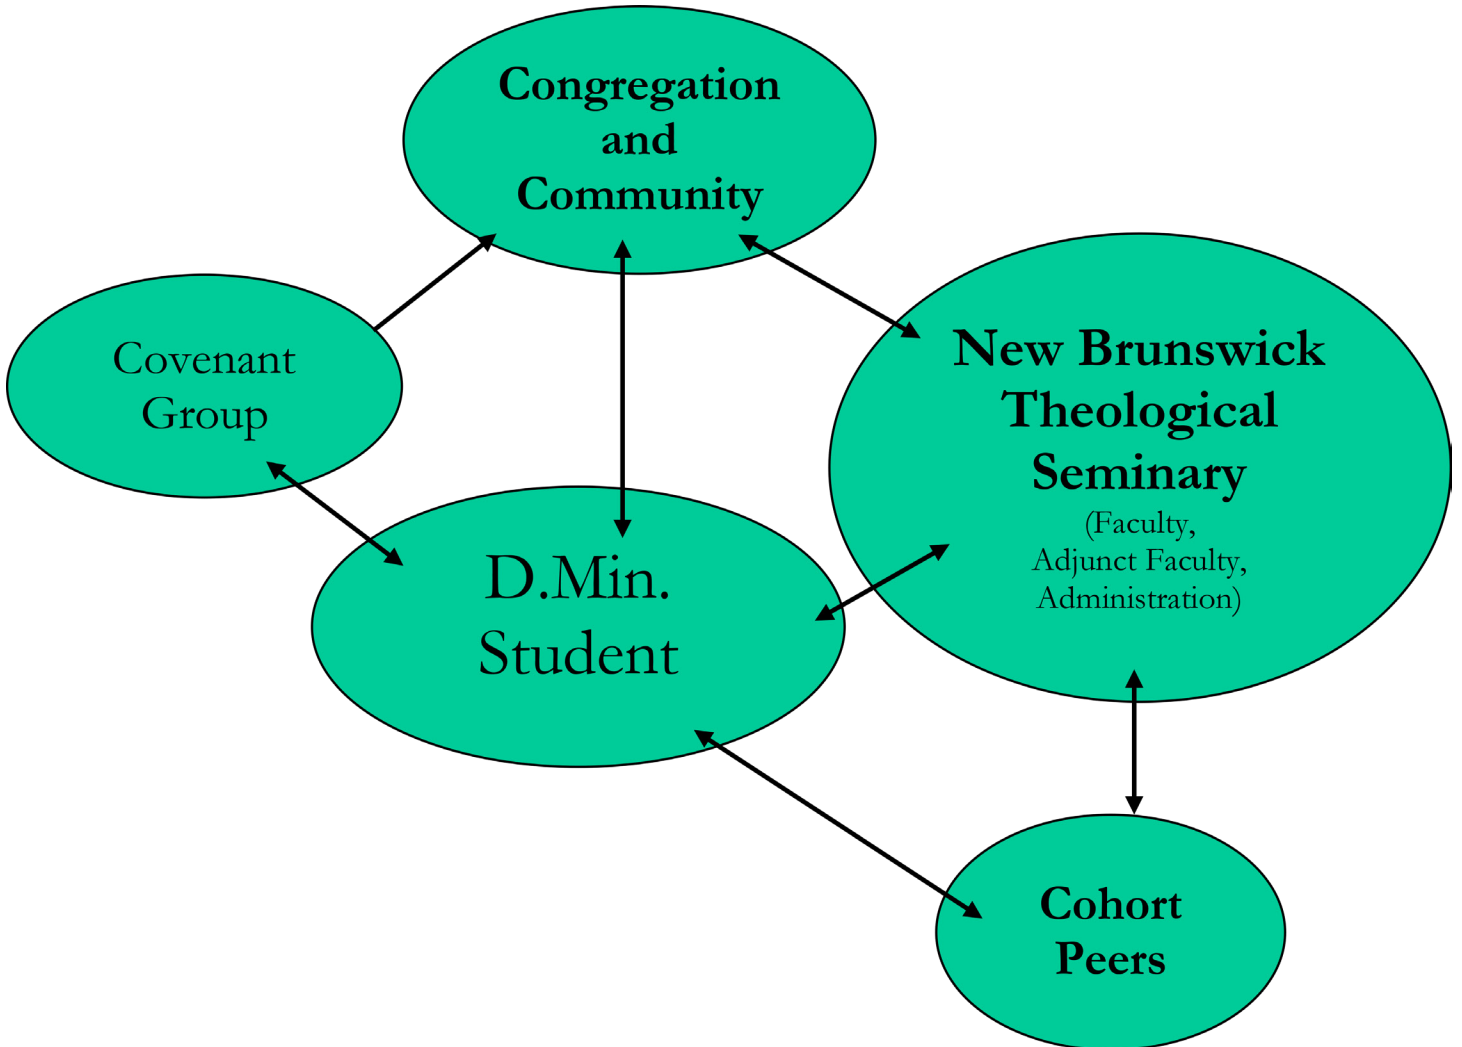 Congregation
and
Community
Covenant
Group
New Brunswick
Theological
Seminary
(Faculty,
Adjunct Faculty,
Administration)
D.Min.
Student
Cohort
Peers